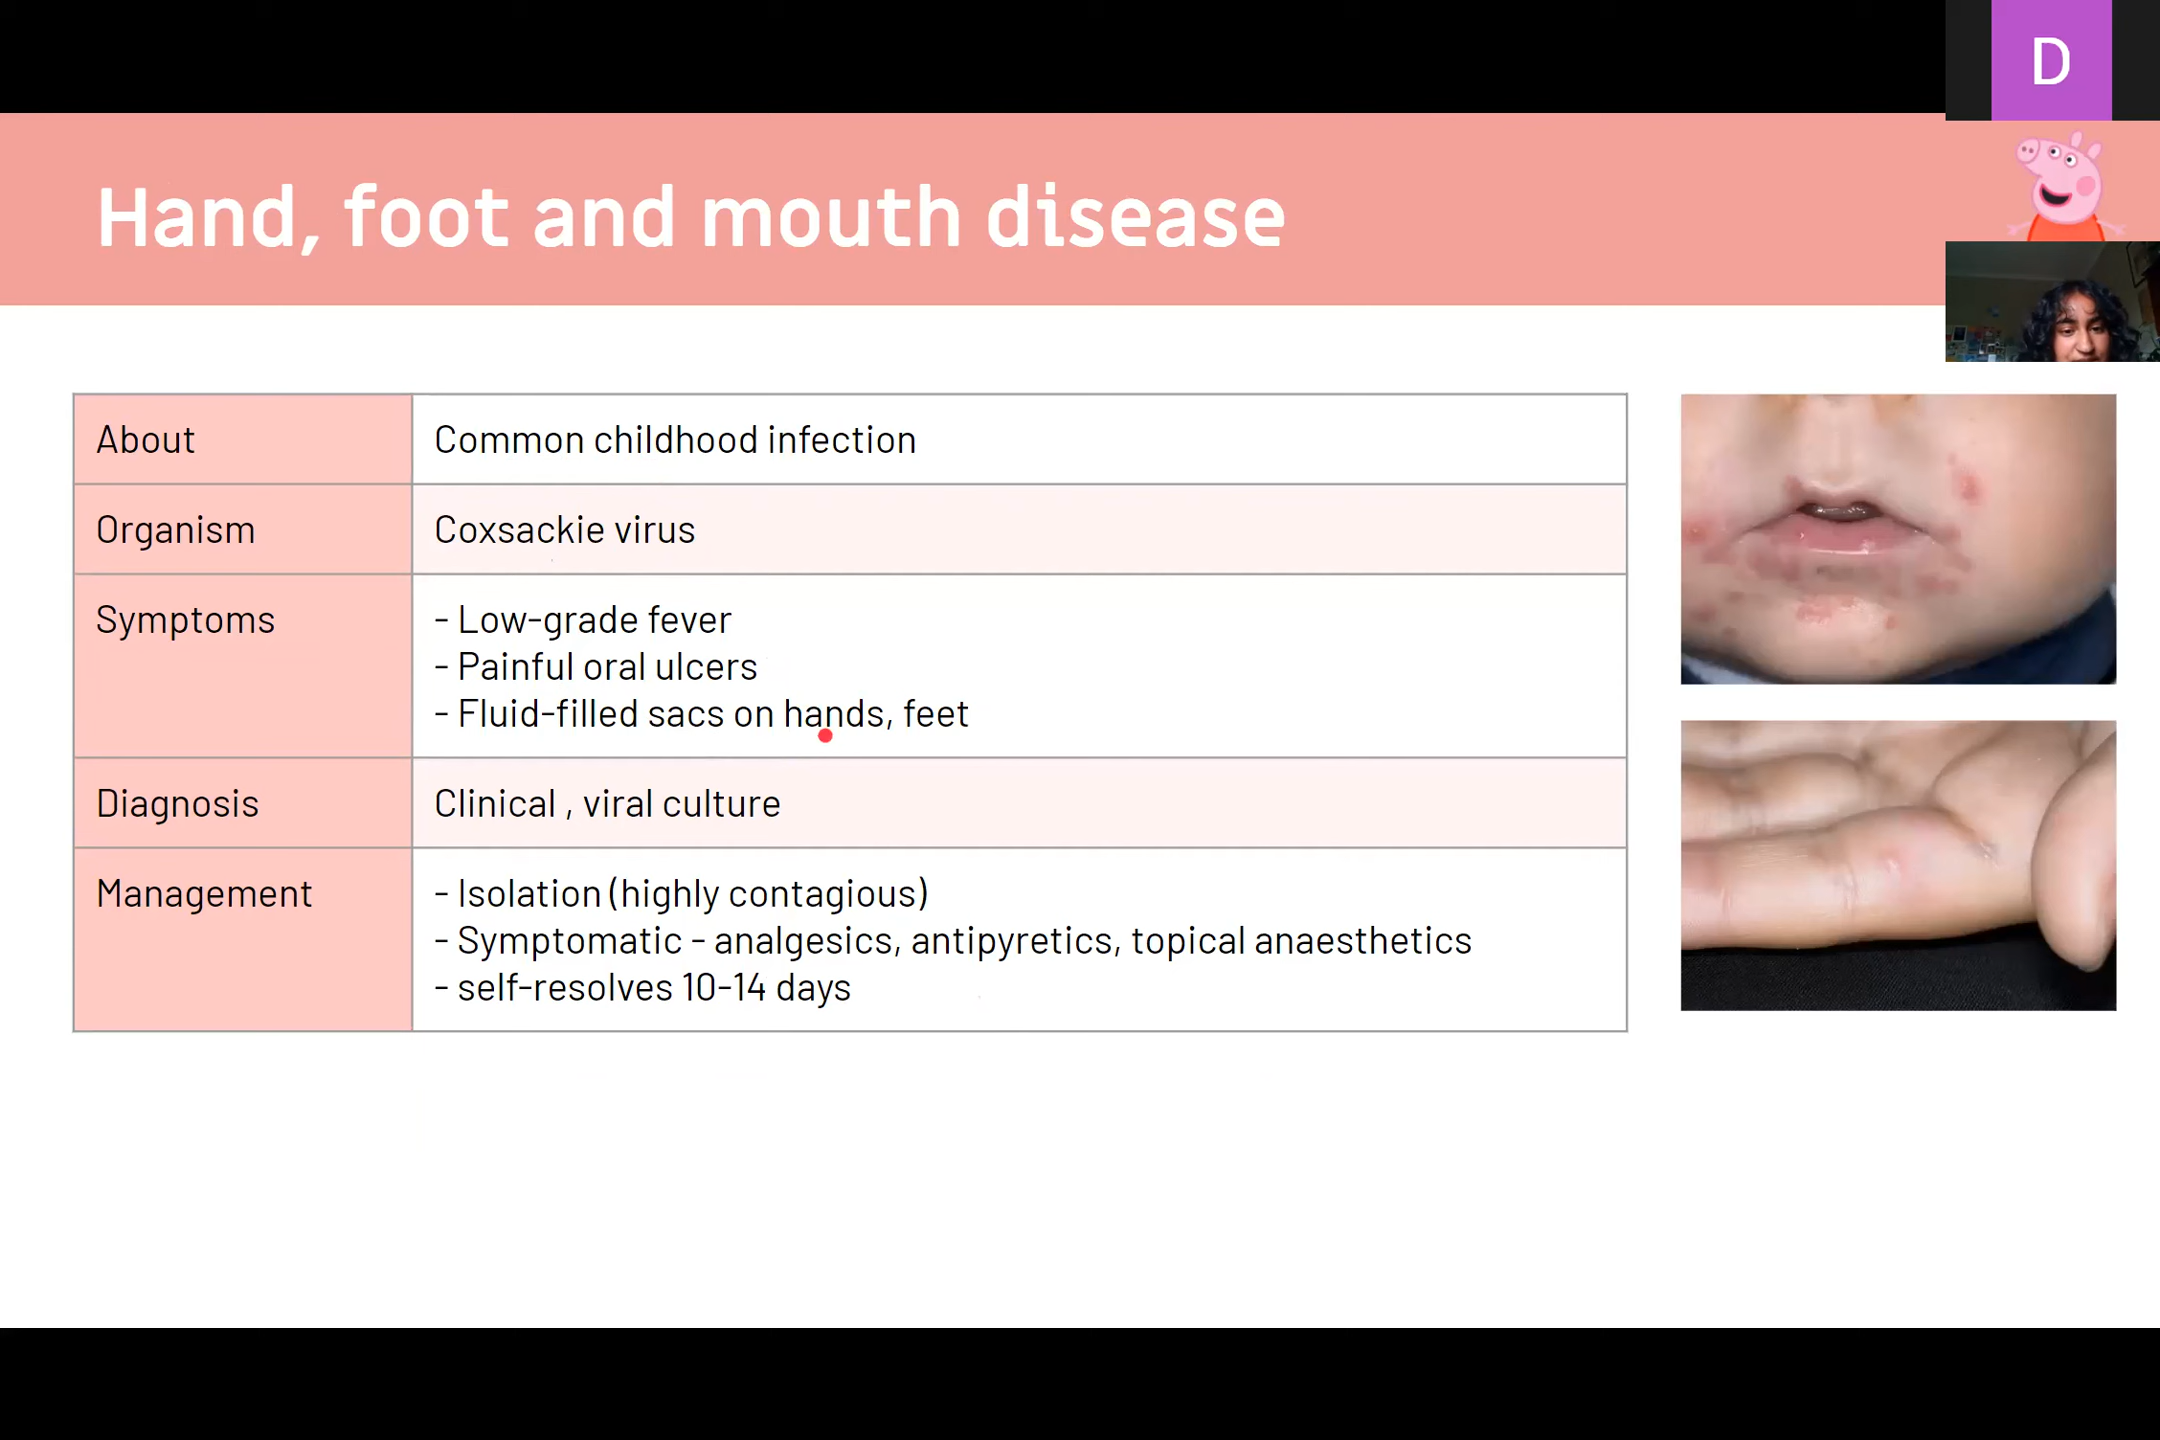 D
Hand, foot and mouth disease
About
Common childhood infection
Organism
Coxsackie virus
Symptoms
- Low-grade fever
- Painful oral ulcers
- Fluid-filled sacs on hands, feet
Diagnosis
Clinical , viral culture
Management
- Isolation (highly contagious)
- Symptomatic - analgesics, antipyretics, topical anaesthetics
- self-resolves 10-14 days